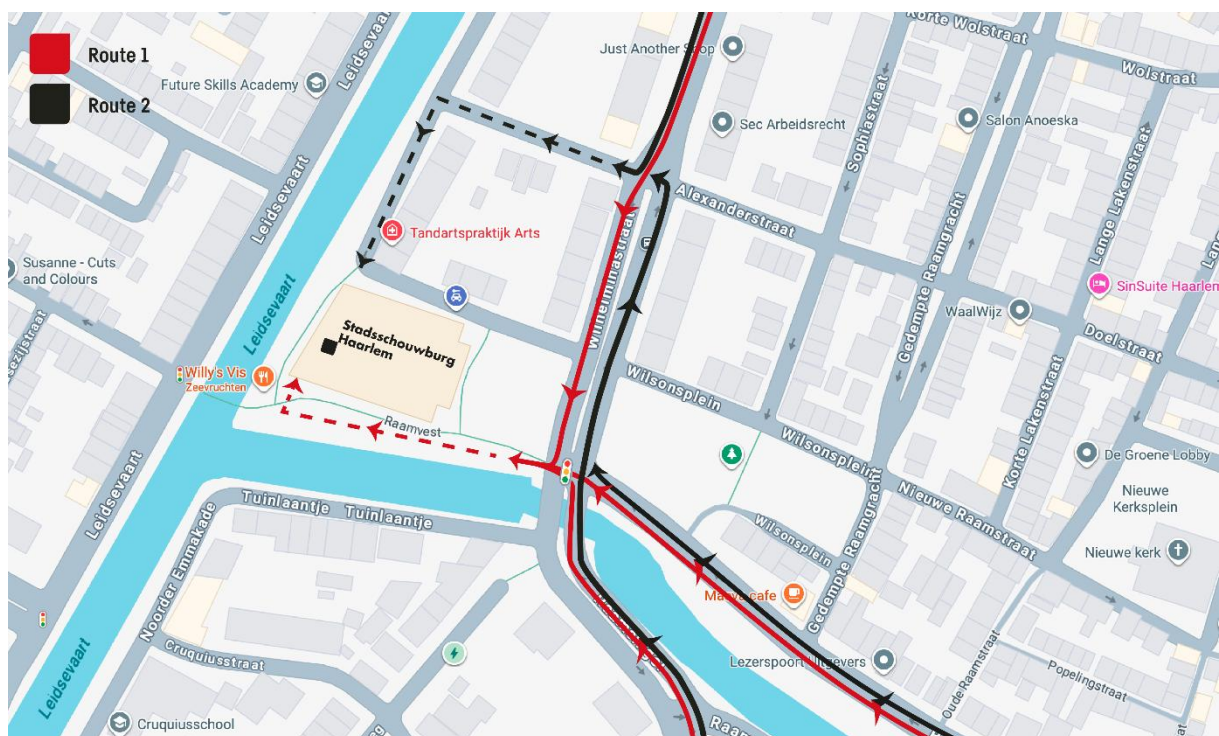 Route 1
Route 2
Future Skills Academy
Leidsevaart
Leidsevaart
Just Another Shop
Korte Wolstraat
Wolstraat
Sec Arbeidsrecht
Sophiastraat
Salon Anoeska
Lange Lakenstraat
Alexanderstraat
Gedempte Raamgracht
Tandartspraktijk Arts
Wilhelminastraat
Susanne - Cuts
and Colours
Leidsevaart
SinSuite Haarlem
WaalWijz
Doelstraat
Stadsschouwburg
Haarlem
Willy's Vis
Zeevruchten
Raamvest
Wilsonsplein
Wilsonsplein
Korte Lakenstraat
De Groene Lobby
Nieuwe
Kerksplein
Nieuwe Raamstraat
Nieuwe kerk
Leidsevaart
Tuinlaantje
Tuinlaantje
Wilsonsplein
Gedempte Raamgracht
Noorder Emmakade
Cruquiusstraat
Lezerspoort Uitgevers
Oude Raamstraat
Popelingstraat
Leidsevaart
Cruquiusschool